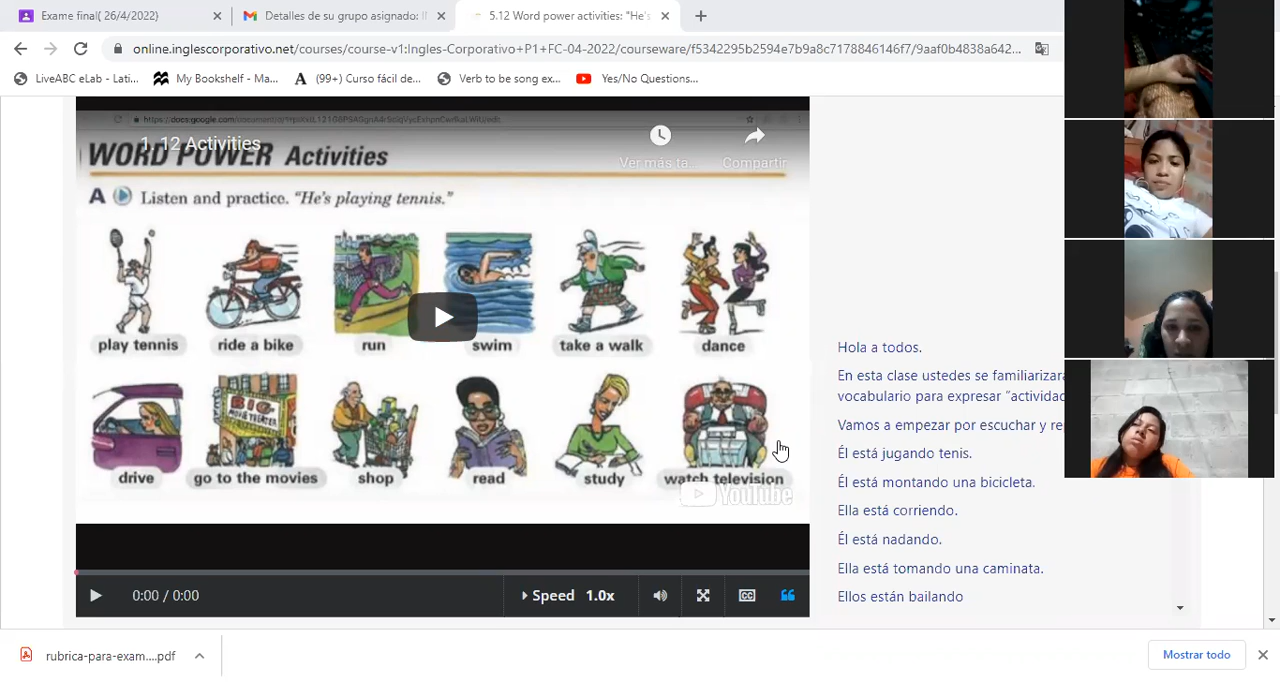 Exame final( 26/4/2022)
Detalles de su grupo asignado: If
5.12 Word power activities: "He's
online.inglescorporativo.net/courses/course-v1:Ingles-Corporativo+P1+FC-04-2022/courseware/f5342295b2594e7b9a8c7178846146f7/9aaf0b4838a642...
LiveABC eLab - Lati...
My Bookshelf - Ma...
(99+) Curso fácil de...
Verb to be song ex...
Yes/No Questions...
1. 12 Activities
Ver más ta...
Compartir
WORD POWER Activities
A Listen and practice. "He's playing tennis."
play tennis
ride a bike
run
swim
take a walk
dance
BIG
drive
go to the movies
shop
read
study
watch television
YouTube
0:00 / 0:00
Speed 1.0x
CC
Hola a todos.
En esta clase ustedes se familiarizará
vocabulario para expresar "actividad
Vamos a empezar por escuchar y re
Él está jugando tenis.
Él está montando una bicicleta.
Ella está corriendo.
Él está nadando.
Ella está tomando una caminata.
Ellos están bailando
rubrica-para-exam....pdf
Mostrar todo